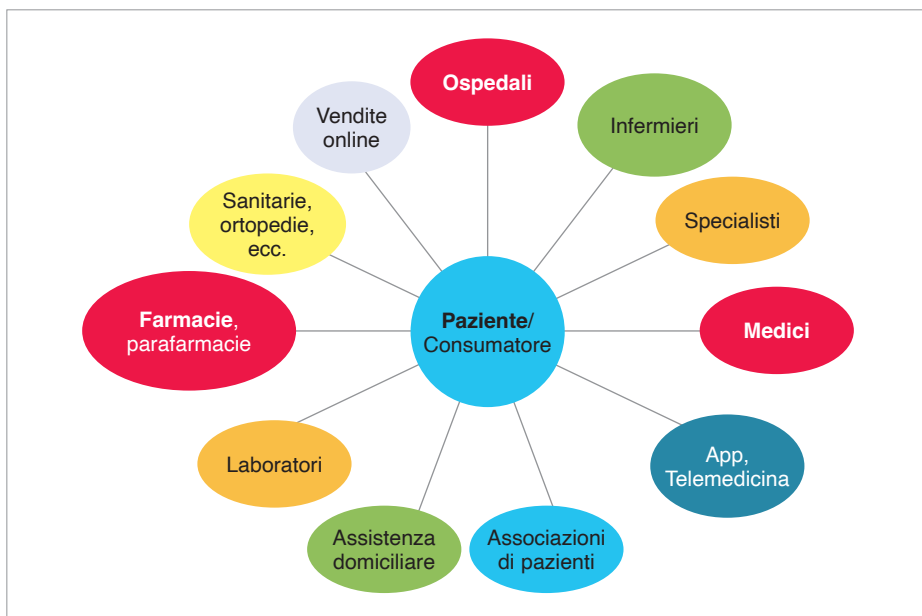 Ospedali
Infermieri
Vendite
online
Specialisti
Sanitarie,
ortopedie,
ecc.
Paziente/
Consumatore
Farmacie,
parafarmacie
Medici
App,
Telemedicina
Laboratori
Assistenza
domiciliare
Associazioni
di pazienti